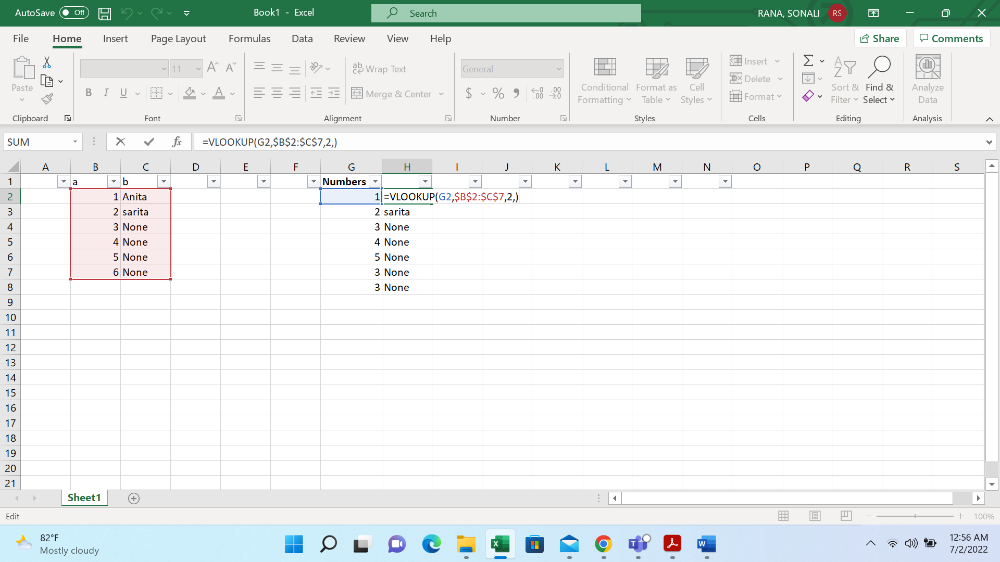 AutoSave Off Book1 - Excel Search RANA, SONALI RS
File Home Insert Page Layout Formulas Data Review View Help Share Comments
11 A A ab Wrap Text General Insert
Paste B I U A Merge & Center $ % 9 .00 .00 Conditional Formatting Format as Table Cell Styles Delete Format Sort & Filter Find & Select Analyze Data
Clipboard Font Alignment Number Styles Cells Editing Analysis
SUM fx =VLOOKUP(G2,$B$2:$C$7,2,)
A B C D E F G H I J K L M N O P Q R S
1 a b Numbers
2 1 Anita 1 =VLOOKUP(G2,$B$2:$C$7,2,)
3 2 sarita 2 sarita
4 3 None 3 None
5 4 None 4 None
6 5 None 5 None
7 6 None 3 None
8 3 None
9
10
11
12
13
14
15
16
17
18
19
20
21
Sheet1
Edit 100%
82°F 12:56 AM
Mostly cloudy 7/2/2022